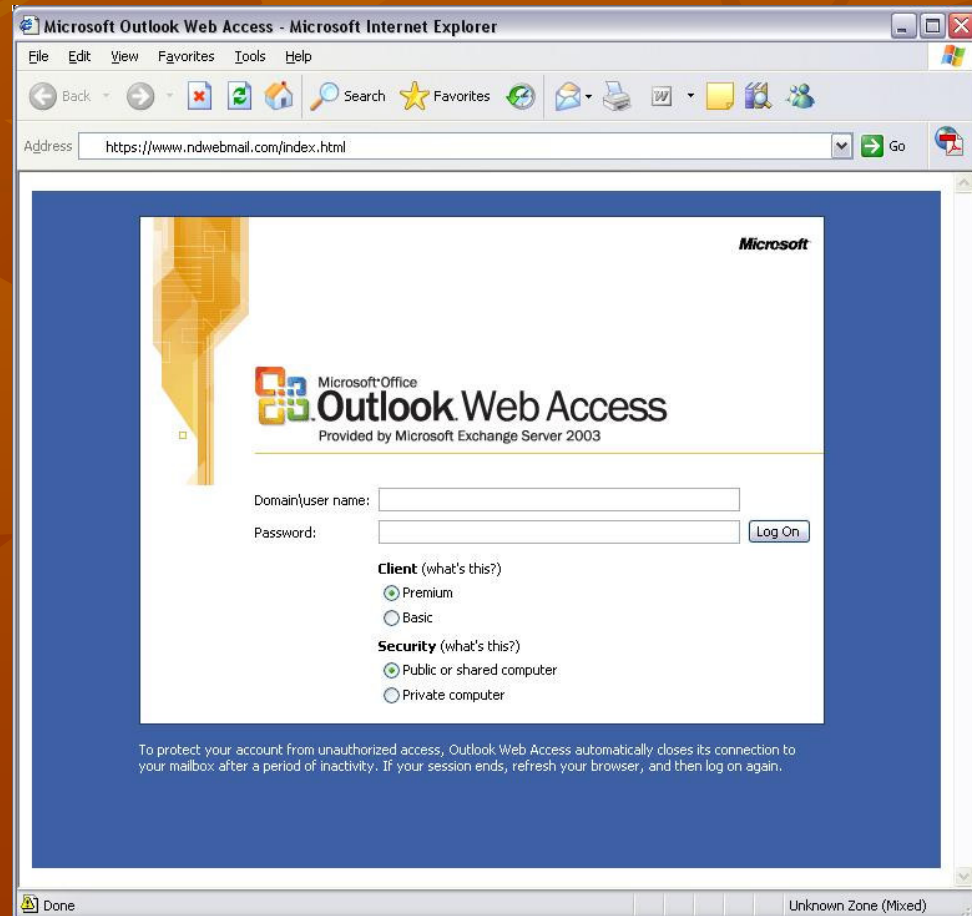 Microsoft Outlook Web Access - Microsoft Internet Explorer
File Edit View Favorites Tools Help
Back Search Favorites W
Address https://www.ndwebmail.com/index.html Go
Microsoft
Microsoft Office
Outlook Web Access
Provided by Microsoft Exchange Server 2003
Domain\user name:
Password: Log On
Client (what's this?)
Premium
Basic
Security (what's this?)
Public or shared computer
Private computer
To protect your account from unauthorized access, Outlook Web Access automatically closes its connection to
your mailbox after a period of inactivity. If your session ends, refresh your browser, and then log on again.
Done Unknown Zone (Mixed)